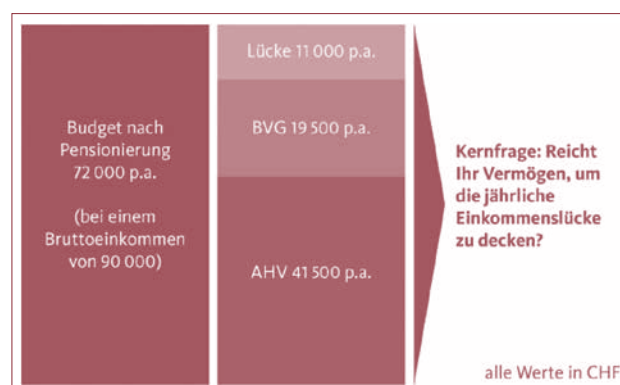 Budget nach
Pensionierung
72 000 p.a.
(bei einem
Bruttoeinkommen
von 90 000)
Lücke 11 000 p.a.
BVG 19 500 p.a.
AHV 41 500 p.a.
Kernfrage: Reicht
Ihr Vermögen, um
die jährliche
Einkommenslücke
zu decken?
alle Werte in CHF